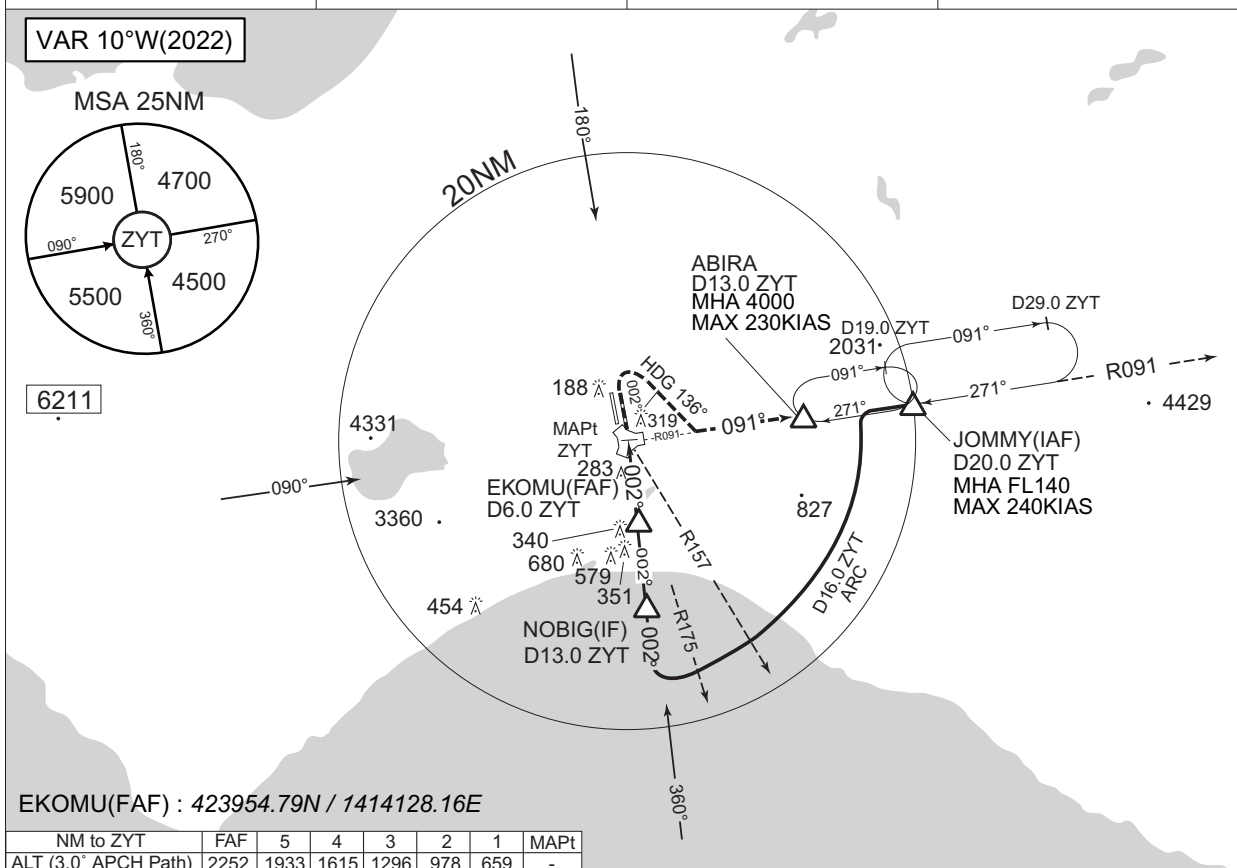 VAR 10°W(2022)
MSA 25NM
180°
5900
4700
090°
ZYT
270°
5500
4500
360°
6211
180°
20NM
ABIRA
D13.0 ZYT
MHA 4000
MAX 230KIAS
D19.0 ZYT
2031
D29.0 ZYT
091°
091°
R091
271°
271°
4429
188
002°
HDG 136°
319
091°
R091
4331
MAPt
ZYT
283
002°
JOMMY(IAF)
D20.0 ZYT
MHA FL140
MAX 240KIAS
090°
EKOMU(FAF)
D6.0 ZYT
3360
827
340
680
579
351
002°
R157
D16.0 ZYT
ARC
454
NOBIG(IF)
D13.0 ZYT
002°
R175
360°
EKOMU(FAF) : 423954.79N / 1414128.16E
NM to ZYT FAF 5 4 3 2 1 MAPt
ALT (3.0° APCH Path) 2252 1933 1615 1296 978 659 -